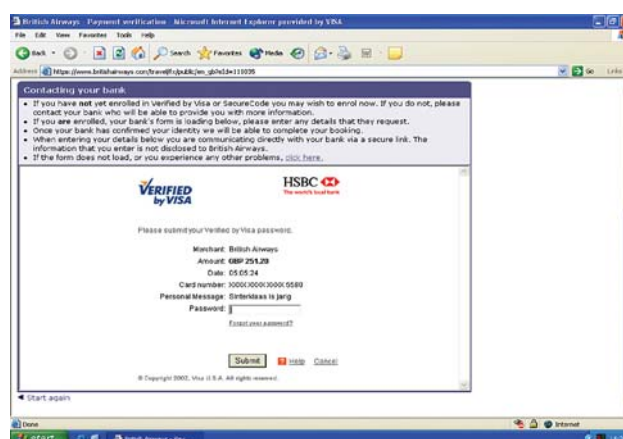 British Airways - Payment verification - Microsoft Internet Explorer provided by VISA
File Edit View Favorites Tools Help
Back Search Favorites Media
Address https://www.britishairways.com/travel/
Go Links
Contacting your bank
• If you have not yet enrolled in Verified by Visa or SecureCode you may wish to enrol now. If you do not, please
contact your bank who will be able to provide you with more information.
• If you are enrolled, your bank's form is loading below, please enter any details that they request.
• Once your bank has confirmed your identity we will be able to complete your booking.
• When entering your details below you are communicating directly with your bank via a secure link. The
information that you enter is not disclosed to British Airways.
• If the form does not load, or you experience any other problems, click here.
VERIFIED
by VISA
HSBC
The world's local bank
Please submit your Verified by Visa password.
Merchant: British Airways
Amount: GBP 251,20
Date: 05:05:24
Card number: XXXX XXXX XXXX 5580
Personal Message: Sinterklaas is jarig
Password:
Forgot your password?
Submit Help Cancel
© Copyright 2002, Visa U.S.A. All rights reserved.
Start again
Done Internet
start